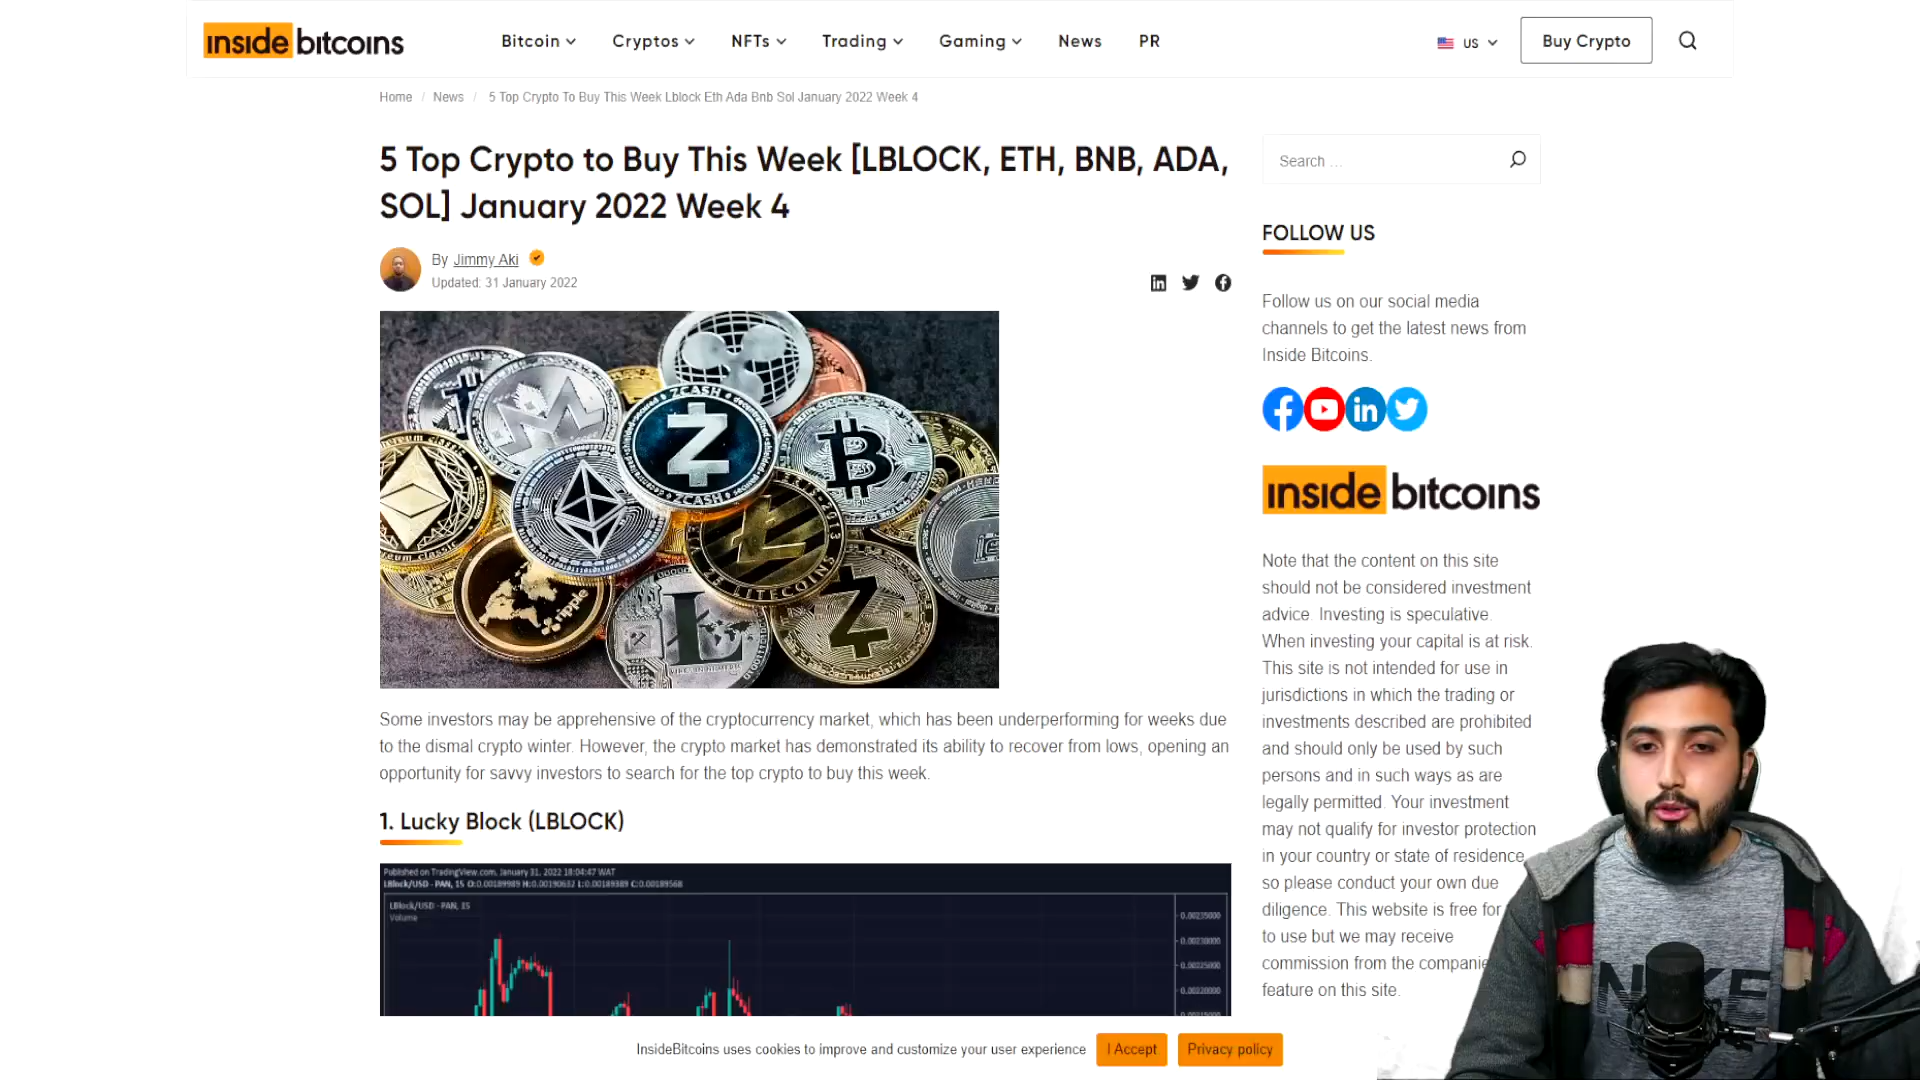 inside bitcoins
Bitcoin
Cryptos
NFTs
Trading
Gaming
News
PR
US
Buy Crypto
Home / News / 5 Top Crypto To Buy This Week Lblock Eth Ada Bnb Sol January 2022 Week 4
5 Top Crypto to Buy This Week [LBLOCK, ETH, BNB, ADA,
SOL] January 2022 Week 4
By Jimmy Aki
Updated: 31 January 2022
ZCASH
ZCASH
ripple
LITECOINS
Some investors may be apprehensive of the cryptocurrency market, which has been underperforming for weeks due
to the dismal crypto winter. However, the crypto market has demonstrated its ability to recover from lows, opening an
opportunity for savvy investors to search for the top crypto to buy this week.
1. Lucky Block (LBLOCK)
Published on TradingView.com, January 31, 2022 18:04:47 WAT
LBlock/USD - PAN, 15 O:0.00189989 H:0.00190632 L:0.00189389 C:0.00189568
LBlock/USD - PAN, 15
Volume
0.00235000
0.00230000
0.00225000
0.00220000
Search ...
FOLLOW US
Follow us on our social media
channels to get the latest news from
Inside Bitcoins.
inside bitcoins
Note that the content on this site
should not be considered investment
advice. Investing is speculative.
When investing your capital is at risk.
This site is not intended for use in
jurisdictions in which the trading or
investments described are prohibited
and should only be used by such
persons and in such ways as are
legally permitted. Your investment
may not qualify for investor protection
in your country or state of residence,
so please conduct your own due
diligence. This website is free for
to use but we may receive
commission from the companie
feature on this site.
NIKE
InsideBitcoins uses cookies to improve and customize your user experience
I Accept
Privacy policy